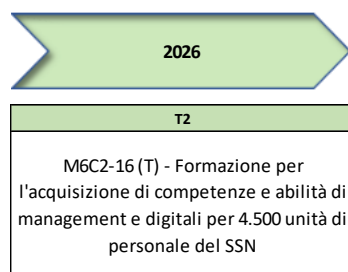 2026
T2
M6C2-16 (T) - Formazione per
l'acquisizione di competenze e abilità di
management e digitali per 4.500 unità di
personale del SSN